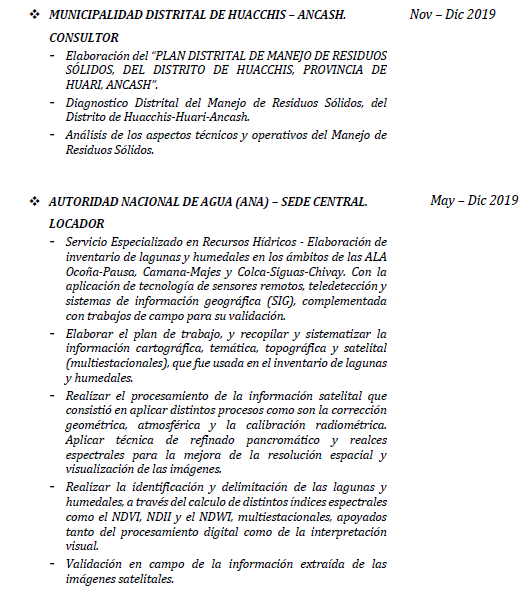 ❖ MUNICIPALIDAD DISTRITAL DE HUACCHIS – ANCASH. Nov – Dic 2019
CONSULTOR
- Elaboración del “PLAN DISTRITAL DE MANEJO DE RESIDUOS
SÓLIDOS, DEL DISTRITO DE HUACCHIS, PROVINCIA DE
HUARI, ANCASH”.
- Diagnostico Distrital del Manejo de Residuos Sólidos, del
Distrito de Huacchis-Huari-Ancash.
- Análisis de los aspectos técnicos y operativos del Manejo de
Residuos Sólidos.
❖ AUTORIDAD NACIONAL DE AGUA (ANA) – SEDE CENTRAL. May – Dic 2019
LOCADOR
- Servicio Especializado en Recursos Hídricos - Elaboración de
inventario de lagunas y humedales en los ámbitos de las ALA
Ocoña-Pausa, Camana-Majes y Colca-Siguas-Chivay. Con la
aplicación de tecnología de sensores remotos, teledetección y
sistemas de información geográfica (SIG), complementada
con trabajos de campo para su validación.
- Elaborar el plan de trabajo, y recopilar y sistematizar la
información cartográfica, temática, topográfica y satelital
(multiestacionales), que fue usada en el inventario de lagunas
y humedales.
- Realizar el procesamiento de la información satelital que
consistió en aplicar distintos procesos como son la corrección
geométrica, atmosférica y la calibración radiométrica.
Aplicar técnica de refinado pancromático y realces
espectrales para la mejora de la resolución espacial y
visualización de las imágenes.
- Realizar la identificación y delimitación de las lagunas y
humedales, a través del calculo de distintos índices espectrales
como el NDVI, NDII y el NDWI, multiestacionales, apoyados
tanto del procesamiento digital como de la interpretación
visual.
- Validación en campo de la información extraída de las
imágenes satelitales.